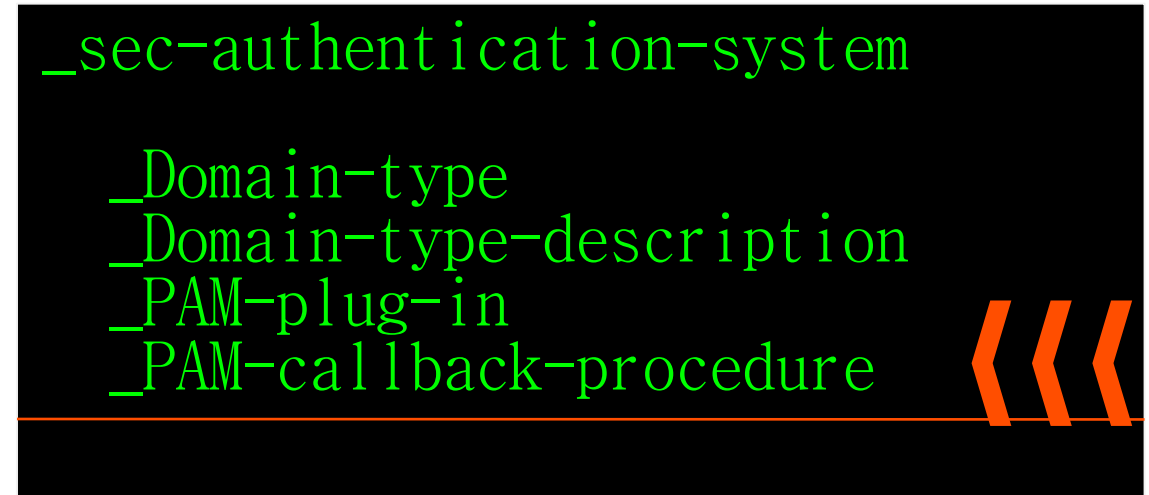 _sec-authentication-system
_Domain-type
_Domain-type-description
_PAM-plug-in
_PAM-callback-procedure